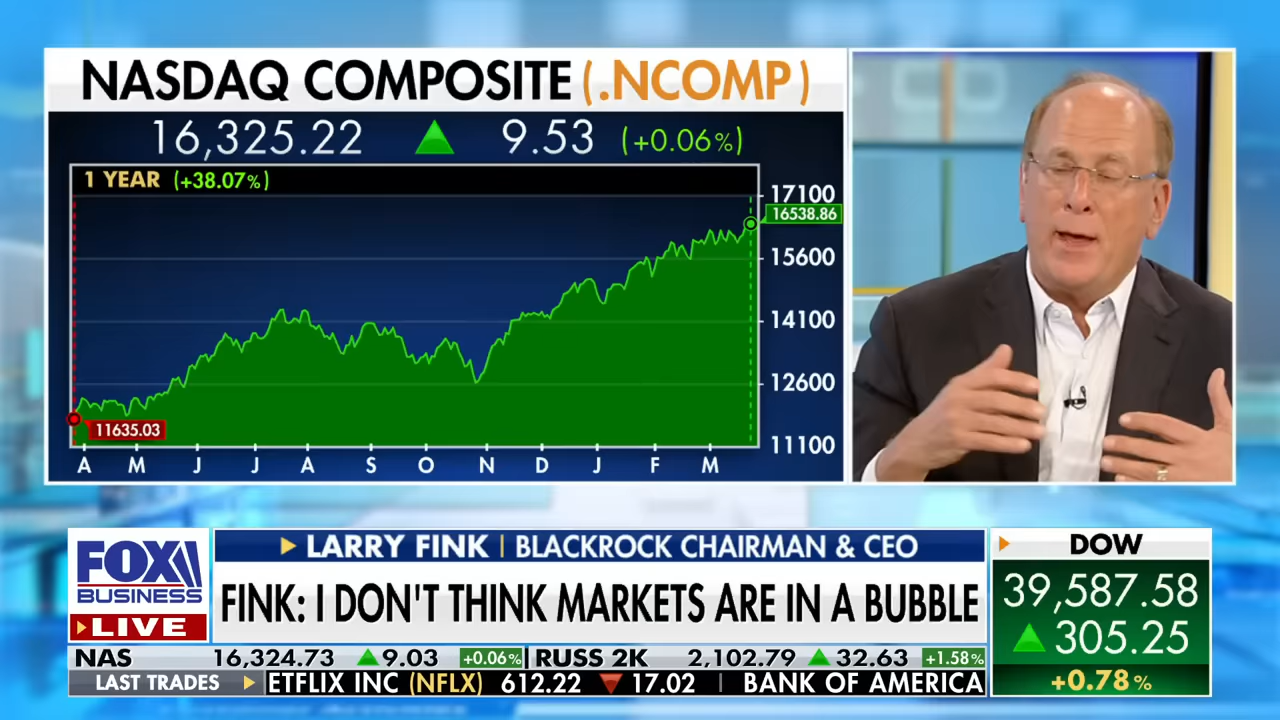 NASDAQ COMPOSITE (.NCOMP)
16,325.22 ▲ 9.53 (+0.06%)
1 YEAR (+38.07%)
17100
16538.86
15600
14100
12600
11635.03
11100
A M J J A S O N D J F M
FOX
BUSINESS
LIVE
LARRY FINK | BLACKROCK CHAIRMAN & CEO
FINK: I DON'T THINK MARKETS ARE IN A BUBBLE
NAS 16,324.73 ▲ 9.03 +0.06% RUSS 2K 2,102.79 ▲ 32.63 +1.58%
LAST TRADES ETFLIX INC (NFLX) 612.22 ▼ 17.02 | BANK OF AMERICA
DOW
39,587.58
▲ 305.25
+0.78%